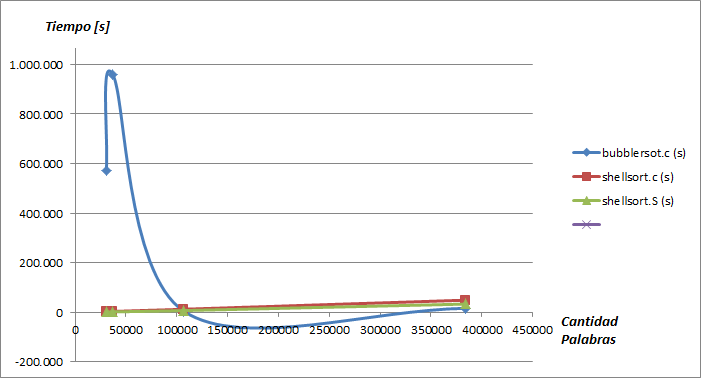 Tiempo [s]
1.000.000
800.000
600.000
400.000
200.000
0
-200.000
0 50000 100000 150000 200000 250000 300000 350000 400000 450000
Cantidad
Palabras
bubblersot.c (s)
shellsort.c (s)
shellsort.S (s)